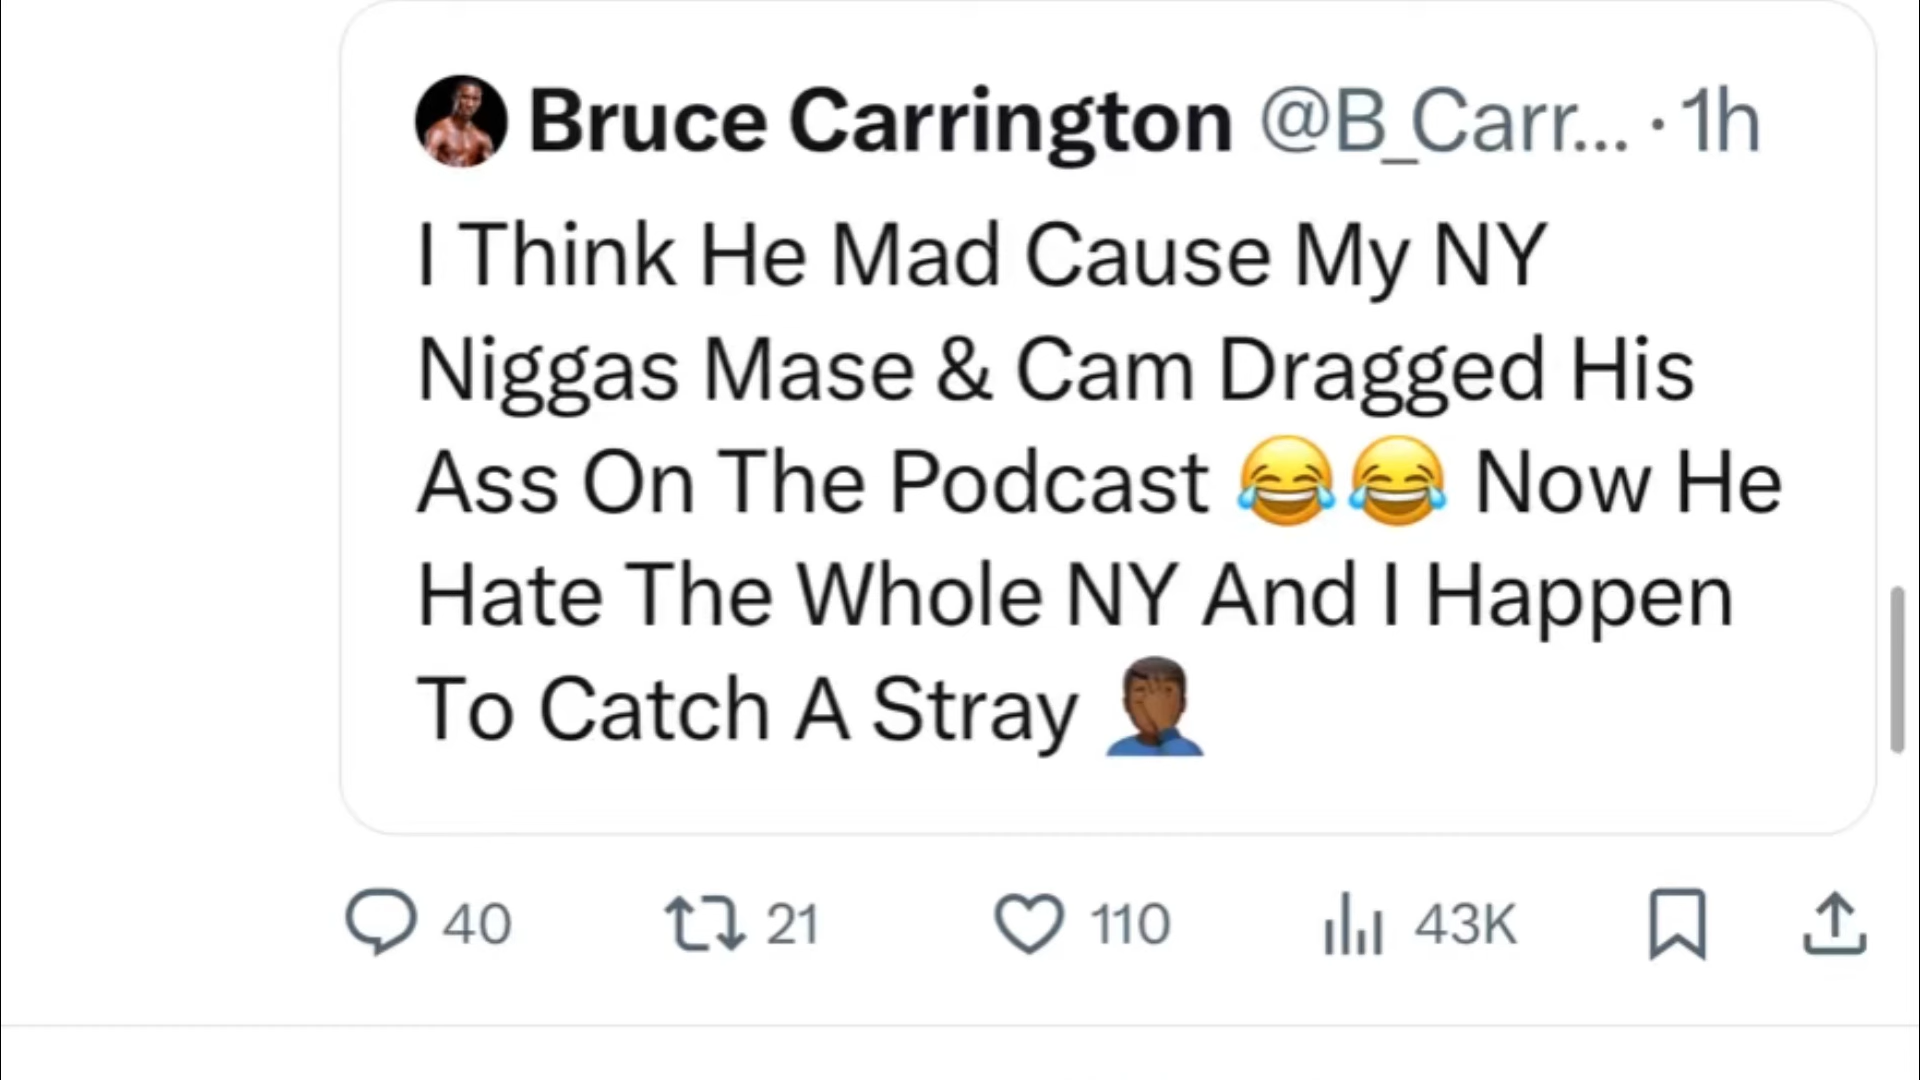 Bruce Carrington @B_Carr... · 1h
I Think He Mad Cause My NY
Niggas Mase & Cam Dragged His
Ass On The Podcast 😂😂 Now He
Hate The Whole NY And I Happen
To Catch A Stray 🤦🏾‍♂️
40 21 110 43K